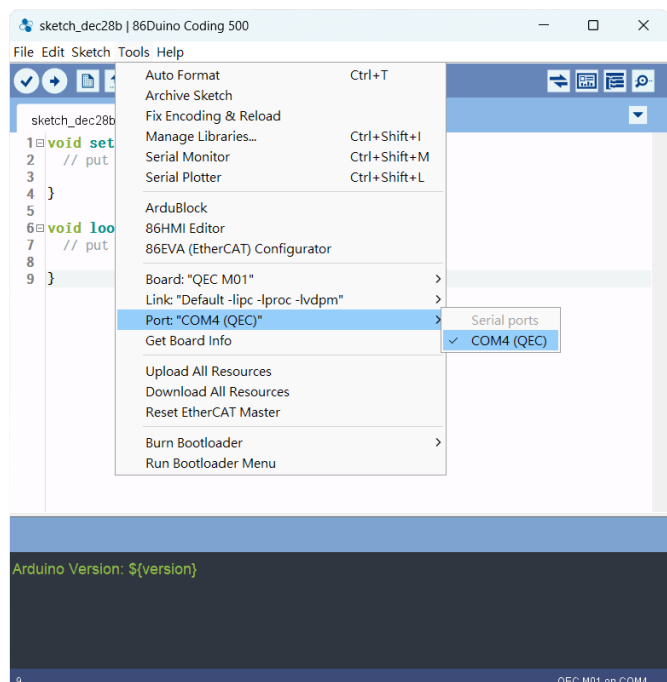 sketch_dec28b | 86Duino Coding 500
File Edit Sketch Tools Help
sketch_dec28b
1 void set
2 // put
3
4 }
5
6 void loo
7 // put
8
9 }
Auto Format Ctrl+T
Archive Sketch
Fix Encoding & Reload
Manage Libraries... Ctrl+Shift+I
Serial Monitor Ctrl+Shift+M
Serial Plotter Ctrl+Shift+L
ArduBlock
86HMI Editor
86EVA (EtherCAT) Configurator
Board: "QEC M01"
Link: "Default -lipc -lproc -lvdpm"
Port: "COM4 (QEC)"
Get Board Info
Upload All Resources
Download All Resources
Reset EtherCAT Master
Burn Bootloader
Run Bootloader Menu
Serial ports
COM4 (QEC)
Arduino Version: ${version}
9 QEC M01 on COM4